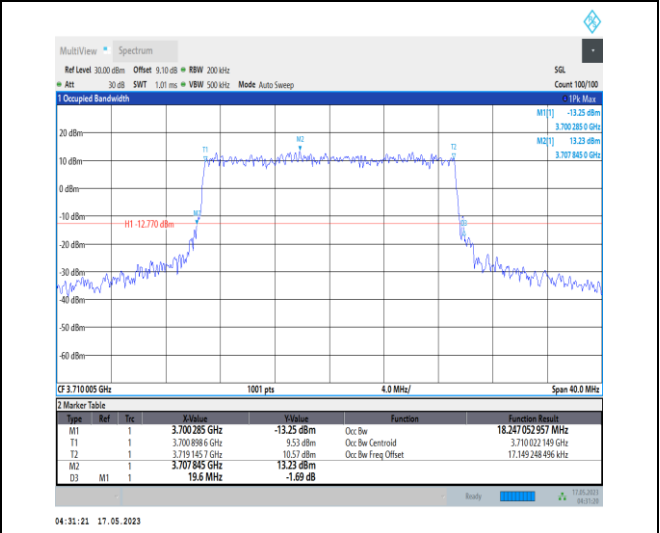 MultiView Spectrum
Ref Level 30.00 dBm Offset 9.10 dB RBW 200 kHz SGL
Att 30 dB SWT 1.01 ms VBW 500 kHz Mode Auto Sweep Count 100/100
1 Occupied Bandwidth 1Pk Max
M1[1] -13.25 dBm
3.700 285 0 GHz
M2[1] 13.23 dBm
3.707 845 0 GHz
20 dBm
M2
T1
T2
10 dBm
0 dBm
-10 dBm
H1 -12.770 dBm
-20 dBm
-30 dBm
-40 dBm
-50 dBm
-60 dBm
CF 3.710 005 GHz 1001 pts 4.0 MHz/ Span 40.0 MHz
2 Marker Table
Type Ref Trc X-Value Y-Value Function Function Result
M1 1 3.700 285 GHz -13.25 dBm Occ Bw 18.247 052 957 MHz
T1 1 3.700 898 6 GHz 9.53 dBm Occ Bw Centroid 3.710 022 149 GHz
T2 1 3.719 145 7 GHz 10.57 dBm Occ Bw Freq Offset 17.149 248 496 kHz
M2 1 3.707 845 GHz 13.23 dBm
D3 M1 1 19.6 MHz -1.69 dB
Ready 17.05.2023
04:31:21 17.05.2023